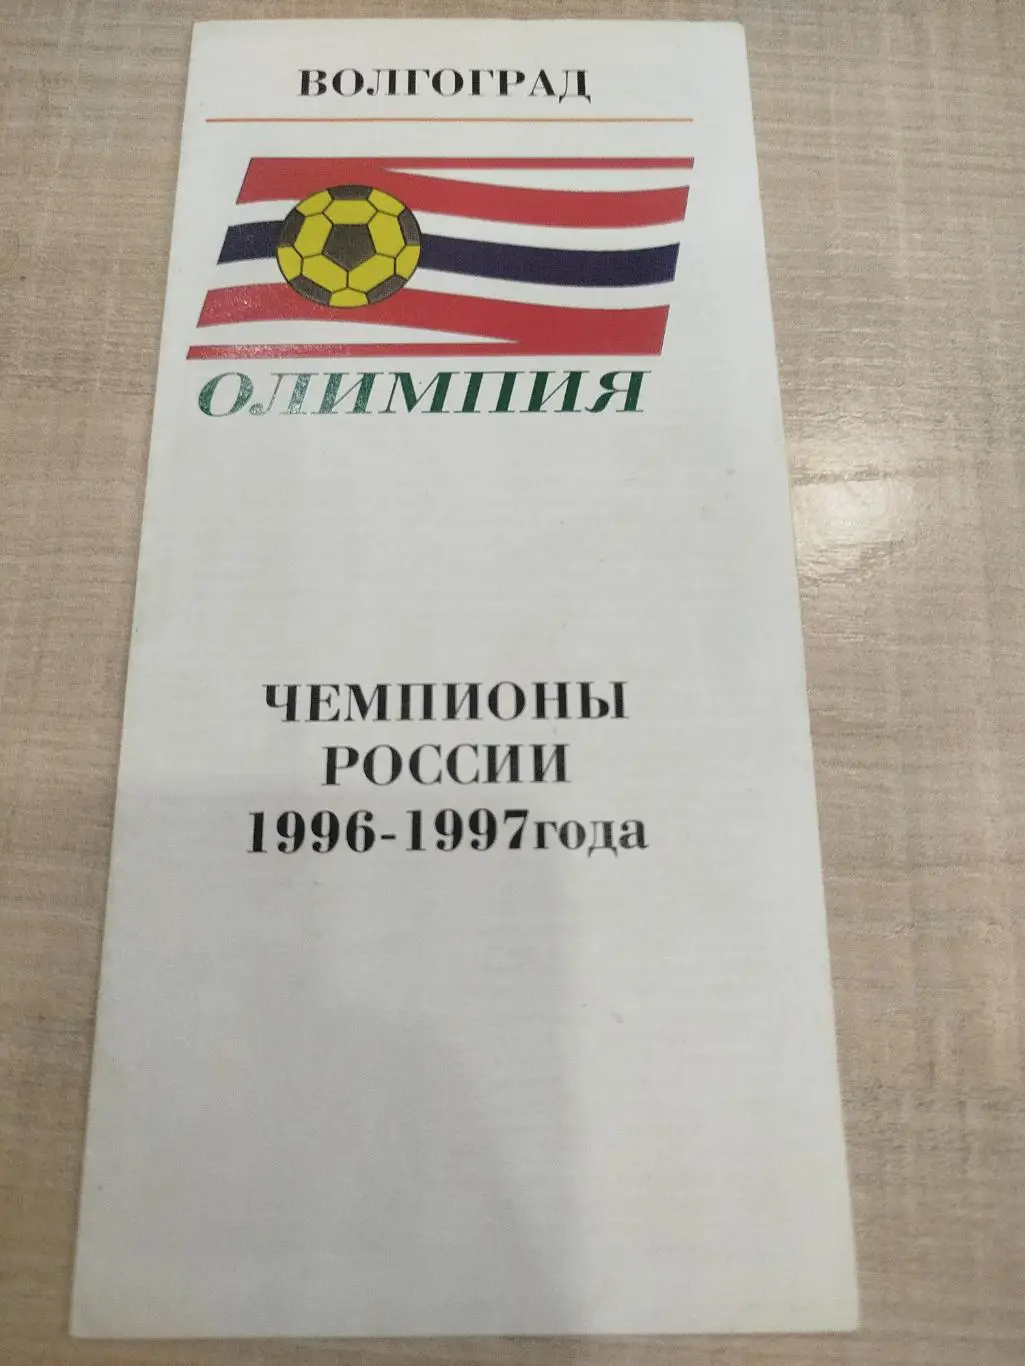 ВОЛГОГРАД
ОЛИМПИЯ
ЧЕМПИОНЫ
РОССИИ
1996-1997года